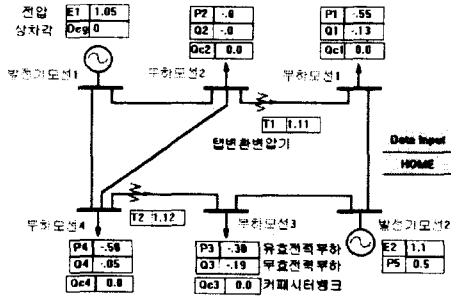 전압 E1 1.05
상차각 Deg 0
P2 -.0
Q2 -.0
Qc2 0.0
P1 -.55
Q1 -.13
Qc1 0.0
발전기모선1
부하모선2
부하모선1
T1 1.11
탭변환변압기
Data Input
HOME
T2 1.12
부하모선4
부하모선3
발전기모선2
P4 -.50
Q4 -.05
Qc4 0.0
P3 -.30 유효전력부하
Q3 -.19 무효전력부하
Qc3 0.0 커패시터뱅크
E2 1.1
P5 0.5